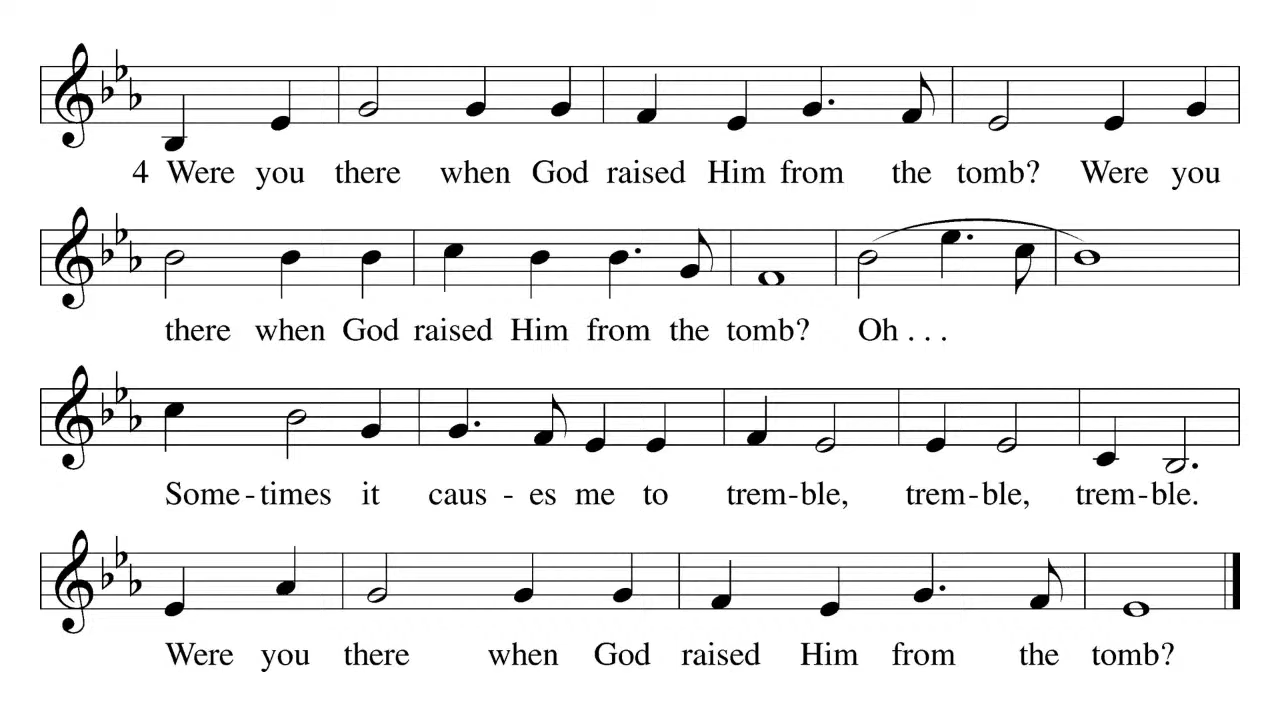 4 Were you there when God raised Him from the tomb? Were you
there when God raised Him from the tomb? Oh . . .
Some - times it caus - es me to trem - ble, trem - ble, trem - ble.
Were you there when God raised Him from the tomb?